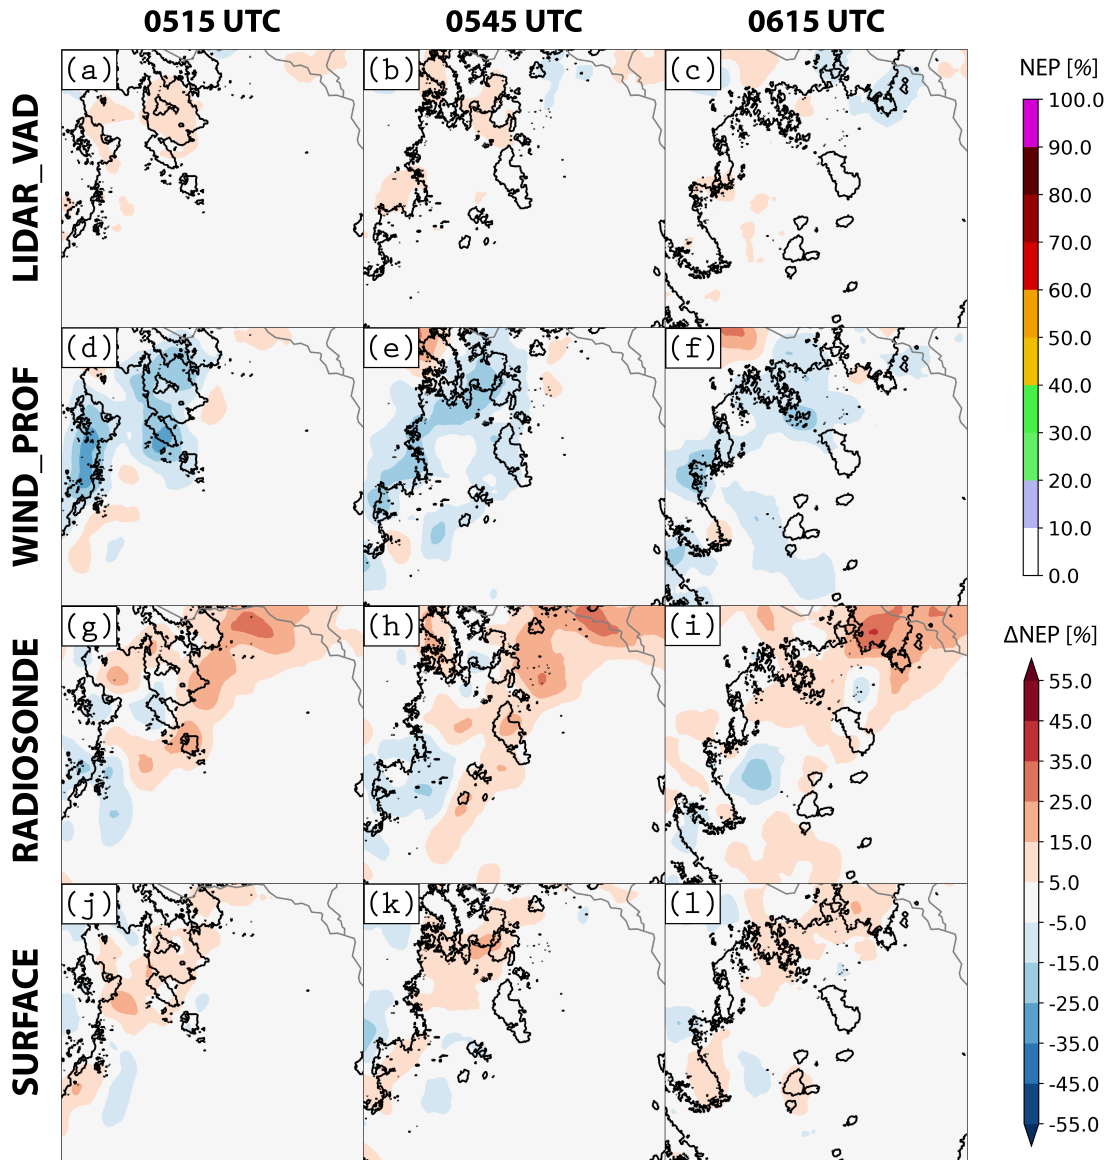 0515 UTC 0545 UTC 0615 UTC
LIDAR_VAD
(a) (b) (c)
WIND_PROF
(d) (e) (f)
RADIOSONDE
(g) (h) (i)
SURFACE
(j) (k) (l)
NEP [%]
100.0
90.0
80.0
70.0
60.0
50.0
40.0
30.0
20.0
10.0
0.0
ΔNEP [%]
55.0
45.0
35.0
25.0
15.0
5.0
-5.0
-15.0
-25.0
-35.0
-45.0
-55.0